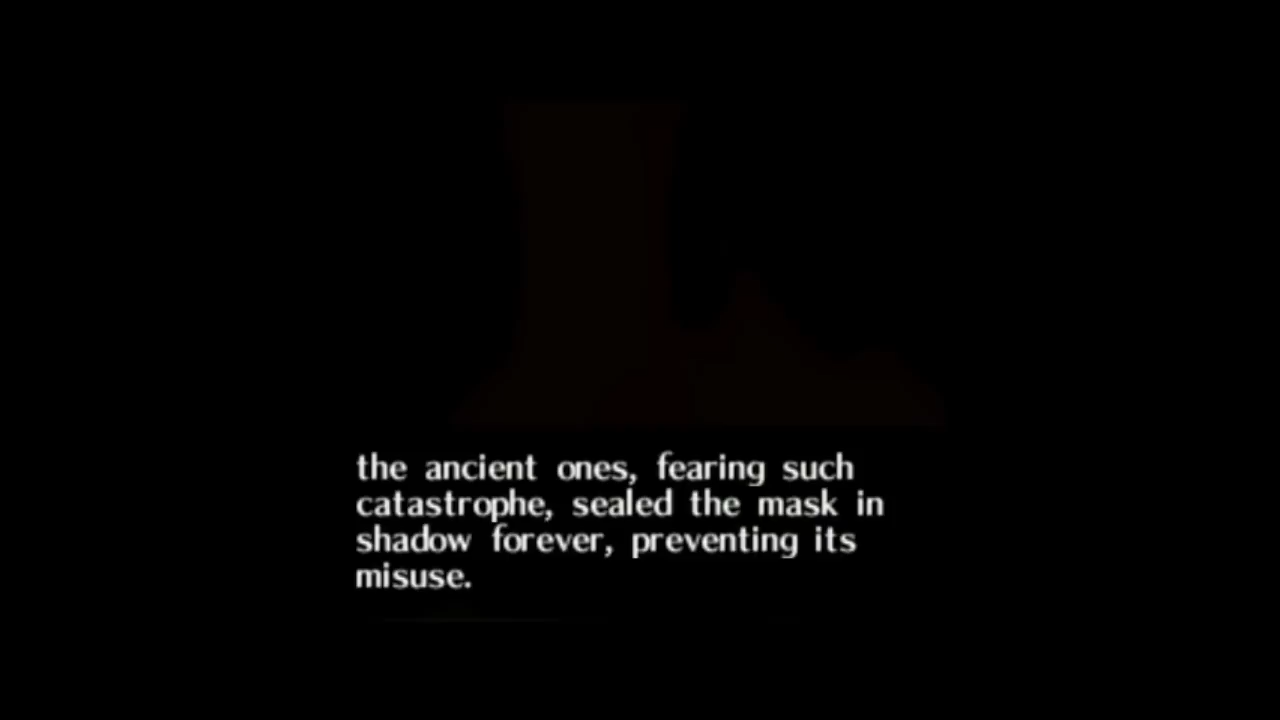 the ancient ones, fearing such
catastrophe, sealed the mask in
shadow forever, preventing its
misuse.